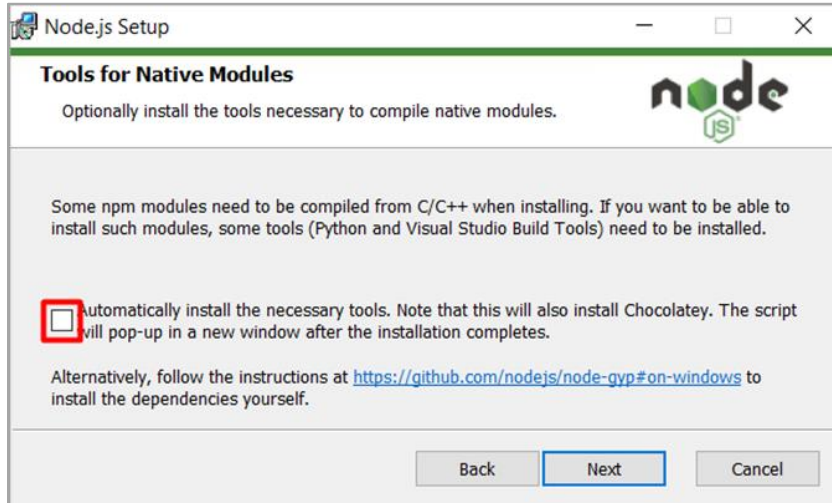 Node.js Setup
Tools for Native Modules
Optionally install the tools necessary to compile native modules.
node
JS
Some npm modules need to be compiled from C/C++ when installing. If you want to be able to
install such modules, some tools (Python and Visual Studio Build Tools) need to be installed.
Automatically install the necessary tools. Note that this will also install Chocolatey. The script
will pop-up in a new window after the installation completes.
Alternatively, follow the instructions at https://github.com/nodejs/node-gyp#on-windows to
install the dependencies yourself.
Back
Next
Cancel